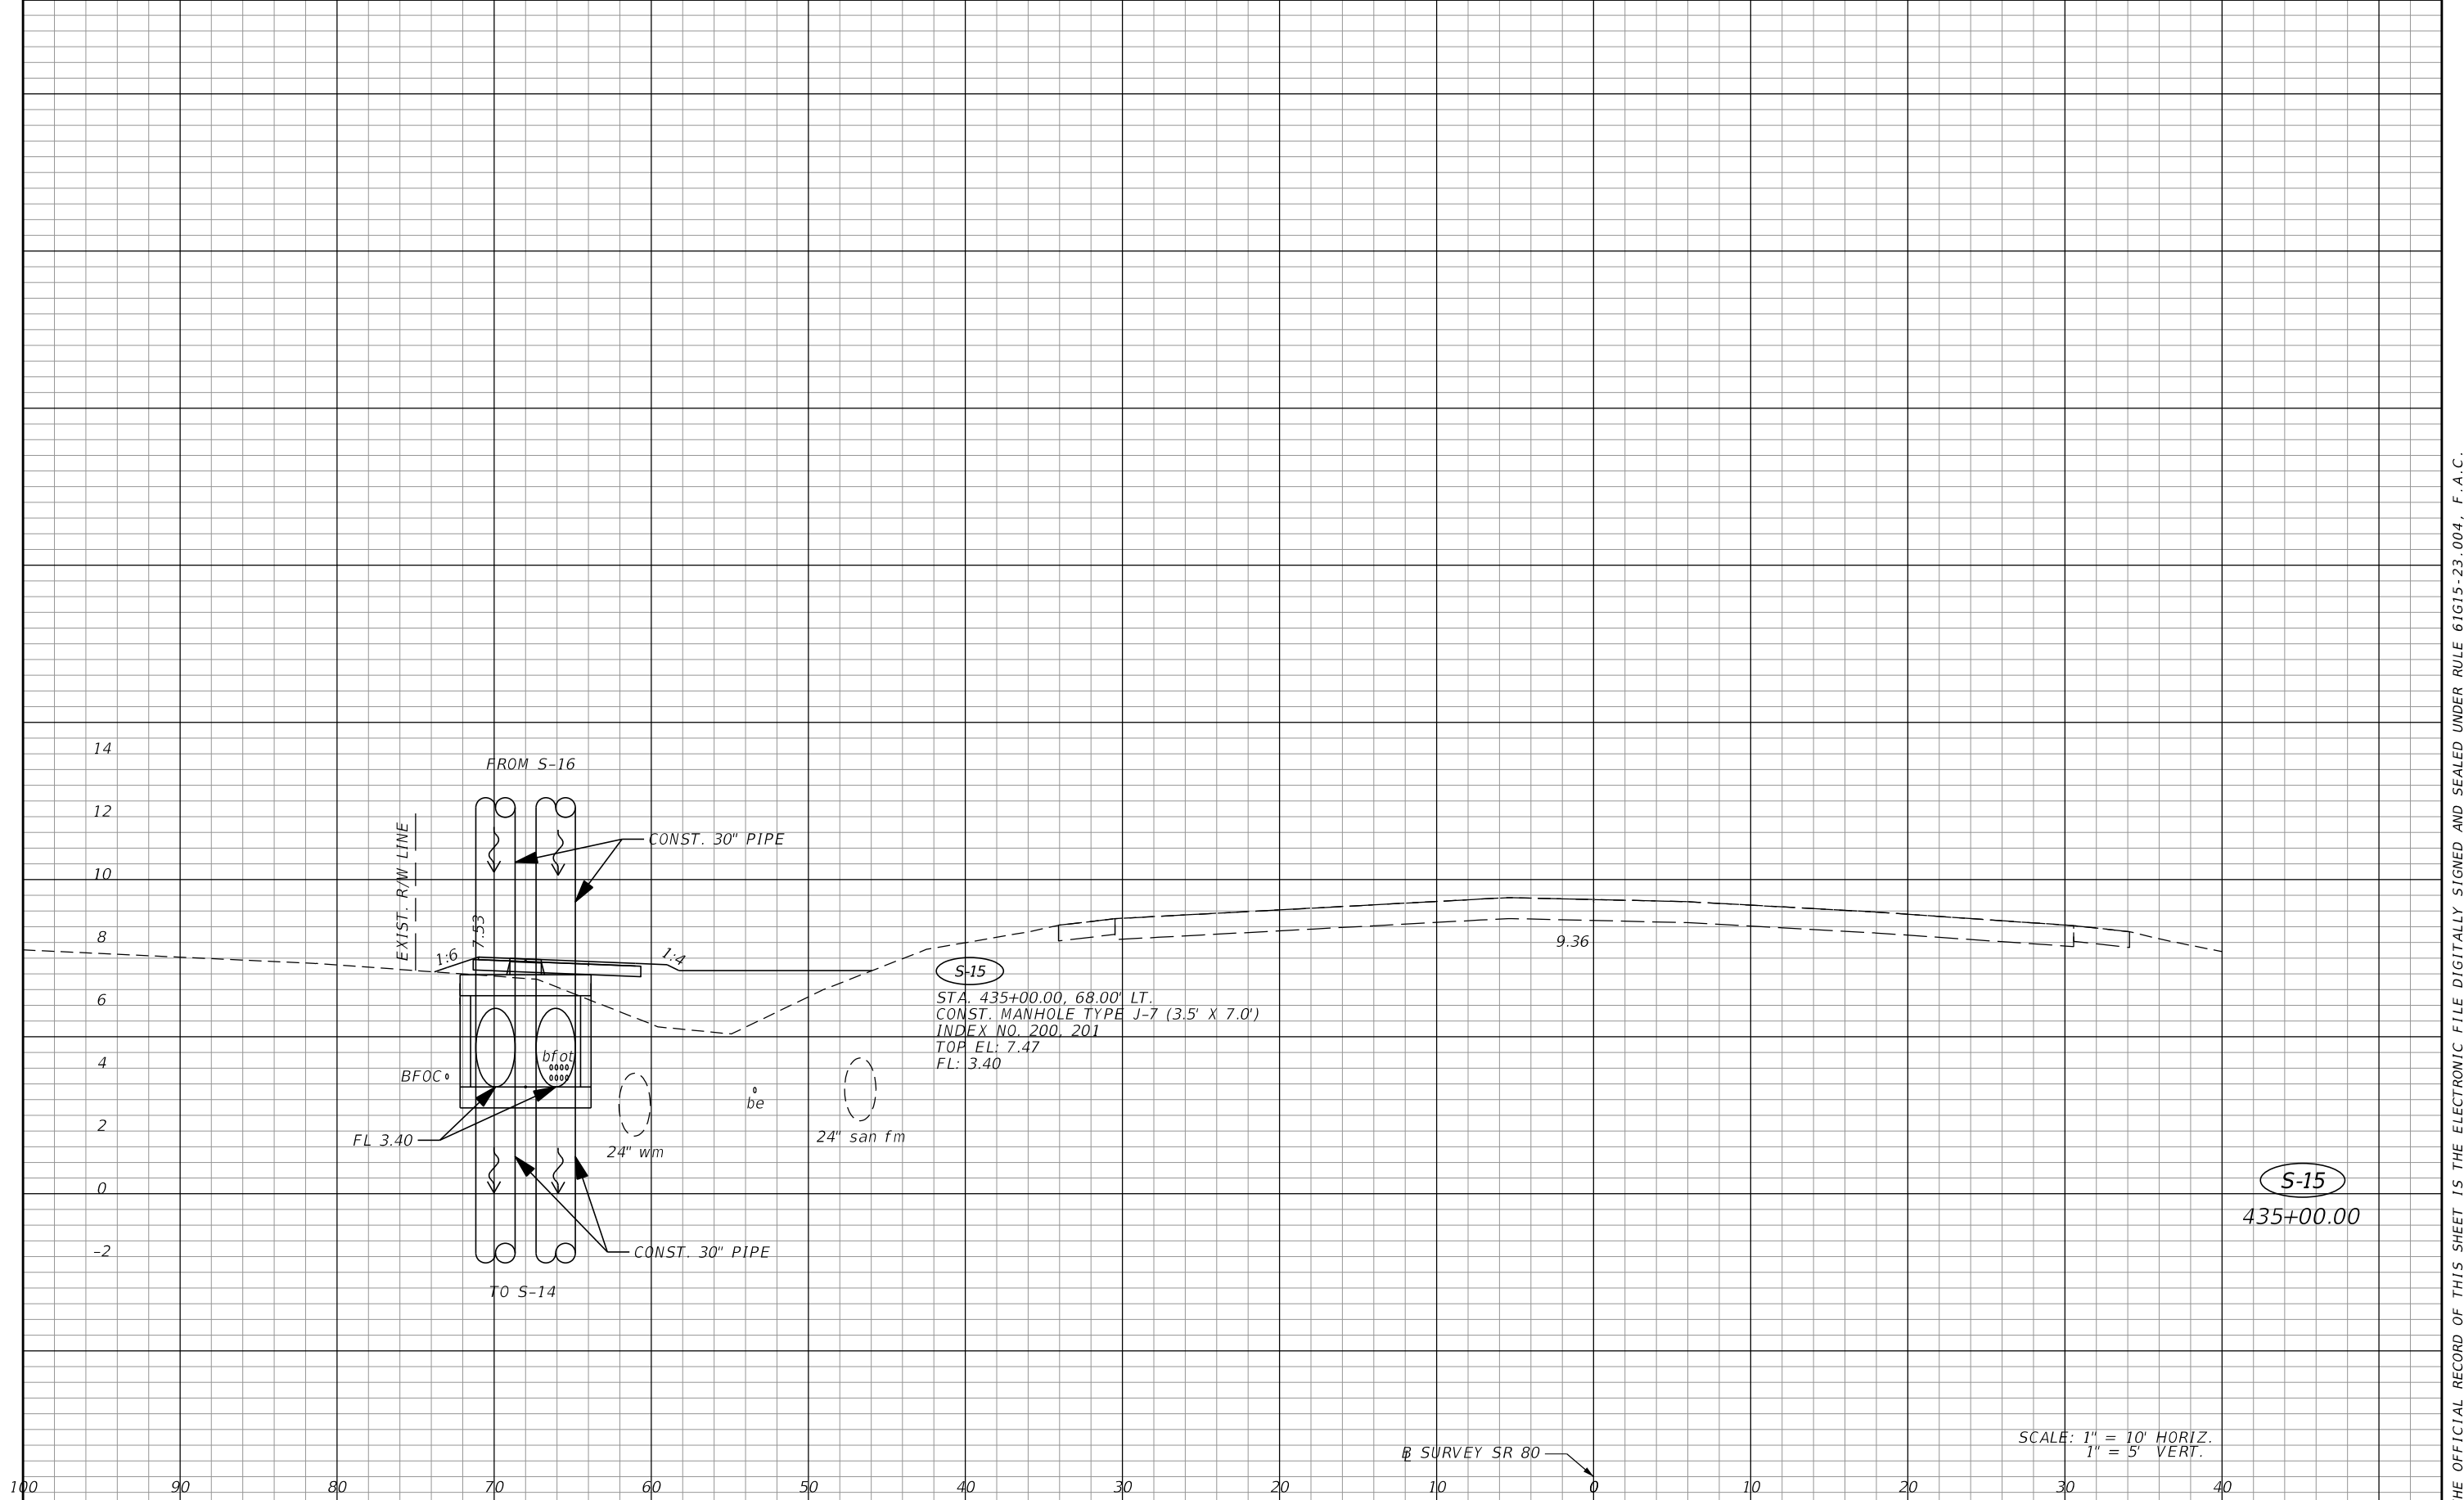 14
FROM S-16
12
EXIST. R/W LINE
CONST. 30" PIPE
10
7.53
8
1:6
1:4
9.36
S-15
6
STA. 435+00.00, 68.00' LT.
CONST. MANHOLE TYPE J-7 (3.5' X 7.0')
INDEX NO. 200, 201
TOP EL: 7.47
FL: 3.40
4
bfot
BFOC
be
2
FL 3.40
24" wm
24" san fm
0
S-15
435+00.00
-2
CONST. 30" PIPE
TO S-14
SCALE: 1" = 10' HORIZ.
1" = 5' VERT.
B SURVEY SR 80
100 90 80 70 60 50 40 30 20 10 0 10 20 30 40
HE OFFICIAL RECORD OF THIS SHEET IS THE ELECTRONIC FILE DIGITALLY SIGNED AND SEALED UNDER RULE 61G15-23.004, F.A.C.